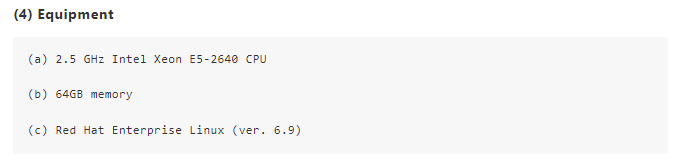 (4) Equipment
(a) 2.5 GHz Intel Xeon E5-2640 CPU
(b) 64GB memory
(c) Red Hat Enterprise Linux (ver. 6.9)